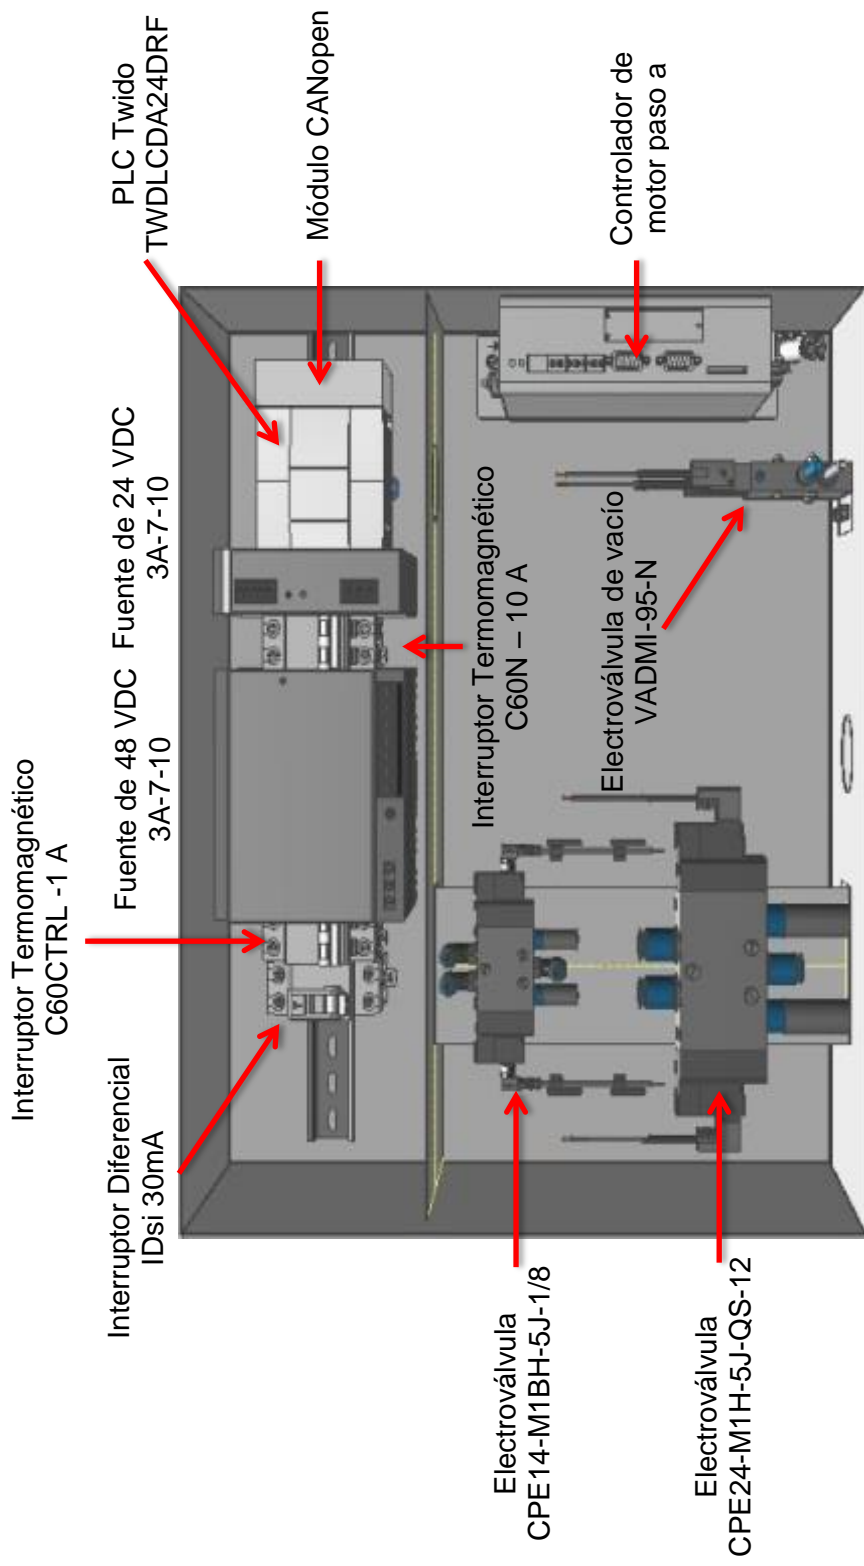 Interruptor Diferencial
IDsi 30mA
Interruptor Termomagnético
C60CTRL -1 A
Fuente de 48 VDC
3A-7-10
Fuente de 24 VDC
3A-7-10
PLC Twido
TWDLCDA24DRF
Módulo CANopen
Interruptor Termomagnético
C60N – 10 A
Electroválvula
CPE14-M1BH-5J-1/8
Electroválvula
CPE24-M1H-5J-QS-12
Electroválvula de vacío
VADMI-95-N
Controlador de
motor paso a